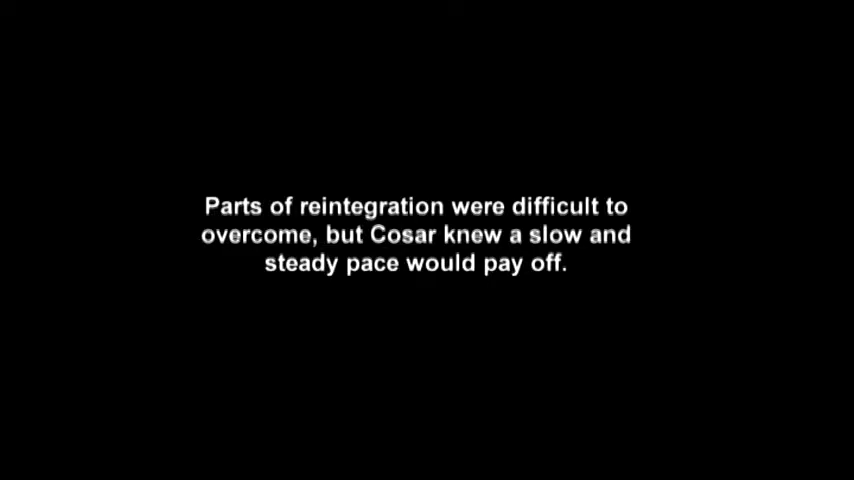 Parts of reintegration were difficult to
overcome, but Cosar knew a slow and
steady pace would pay off.